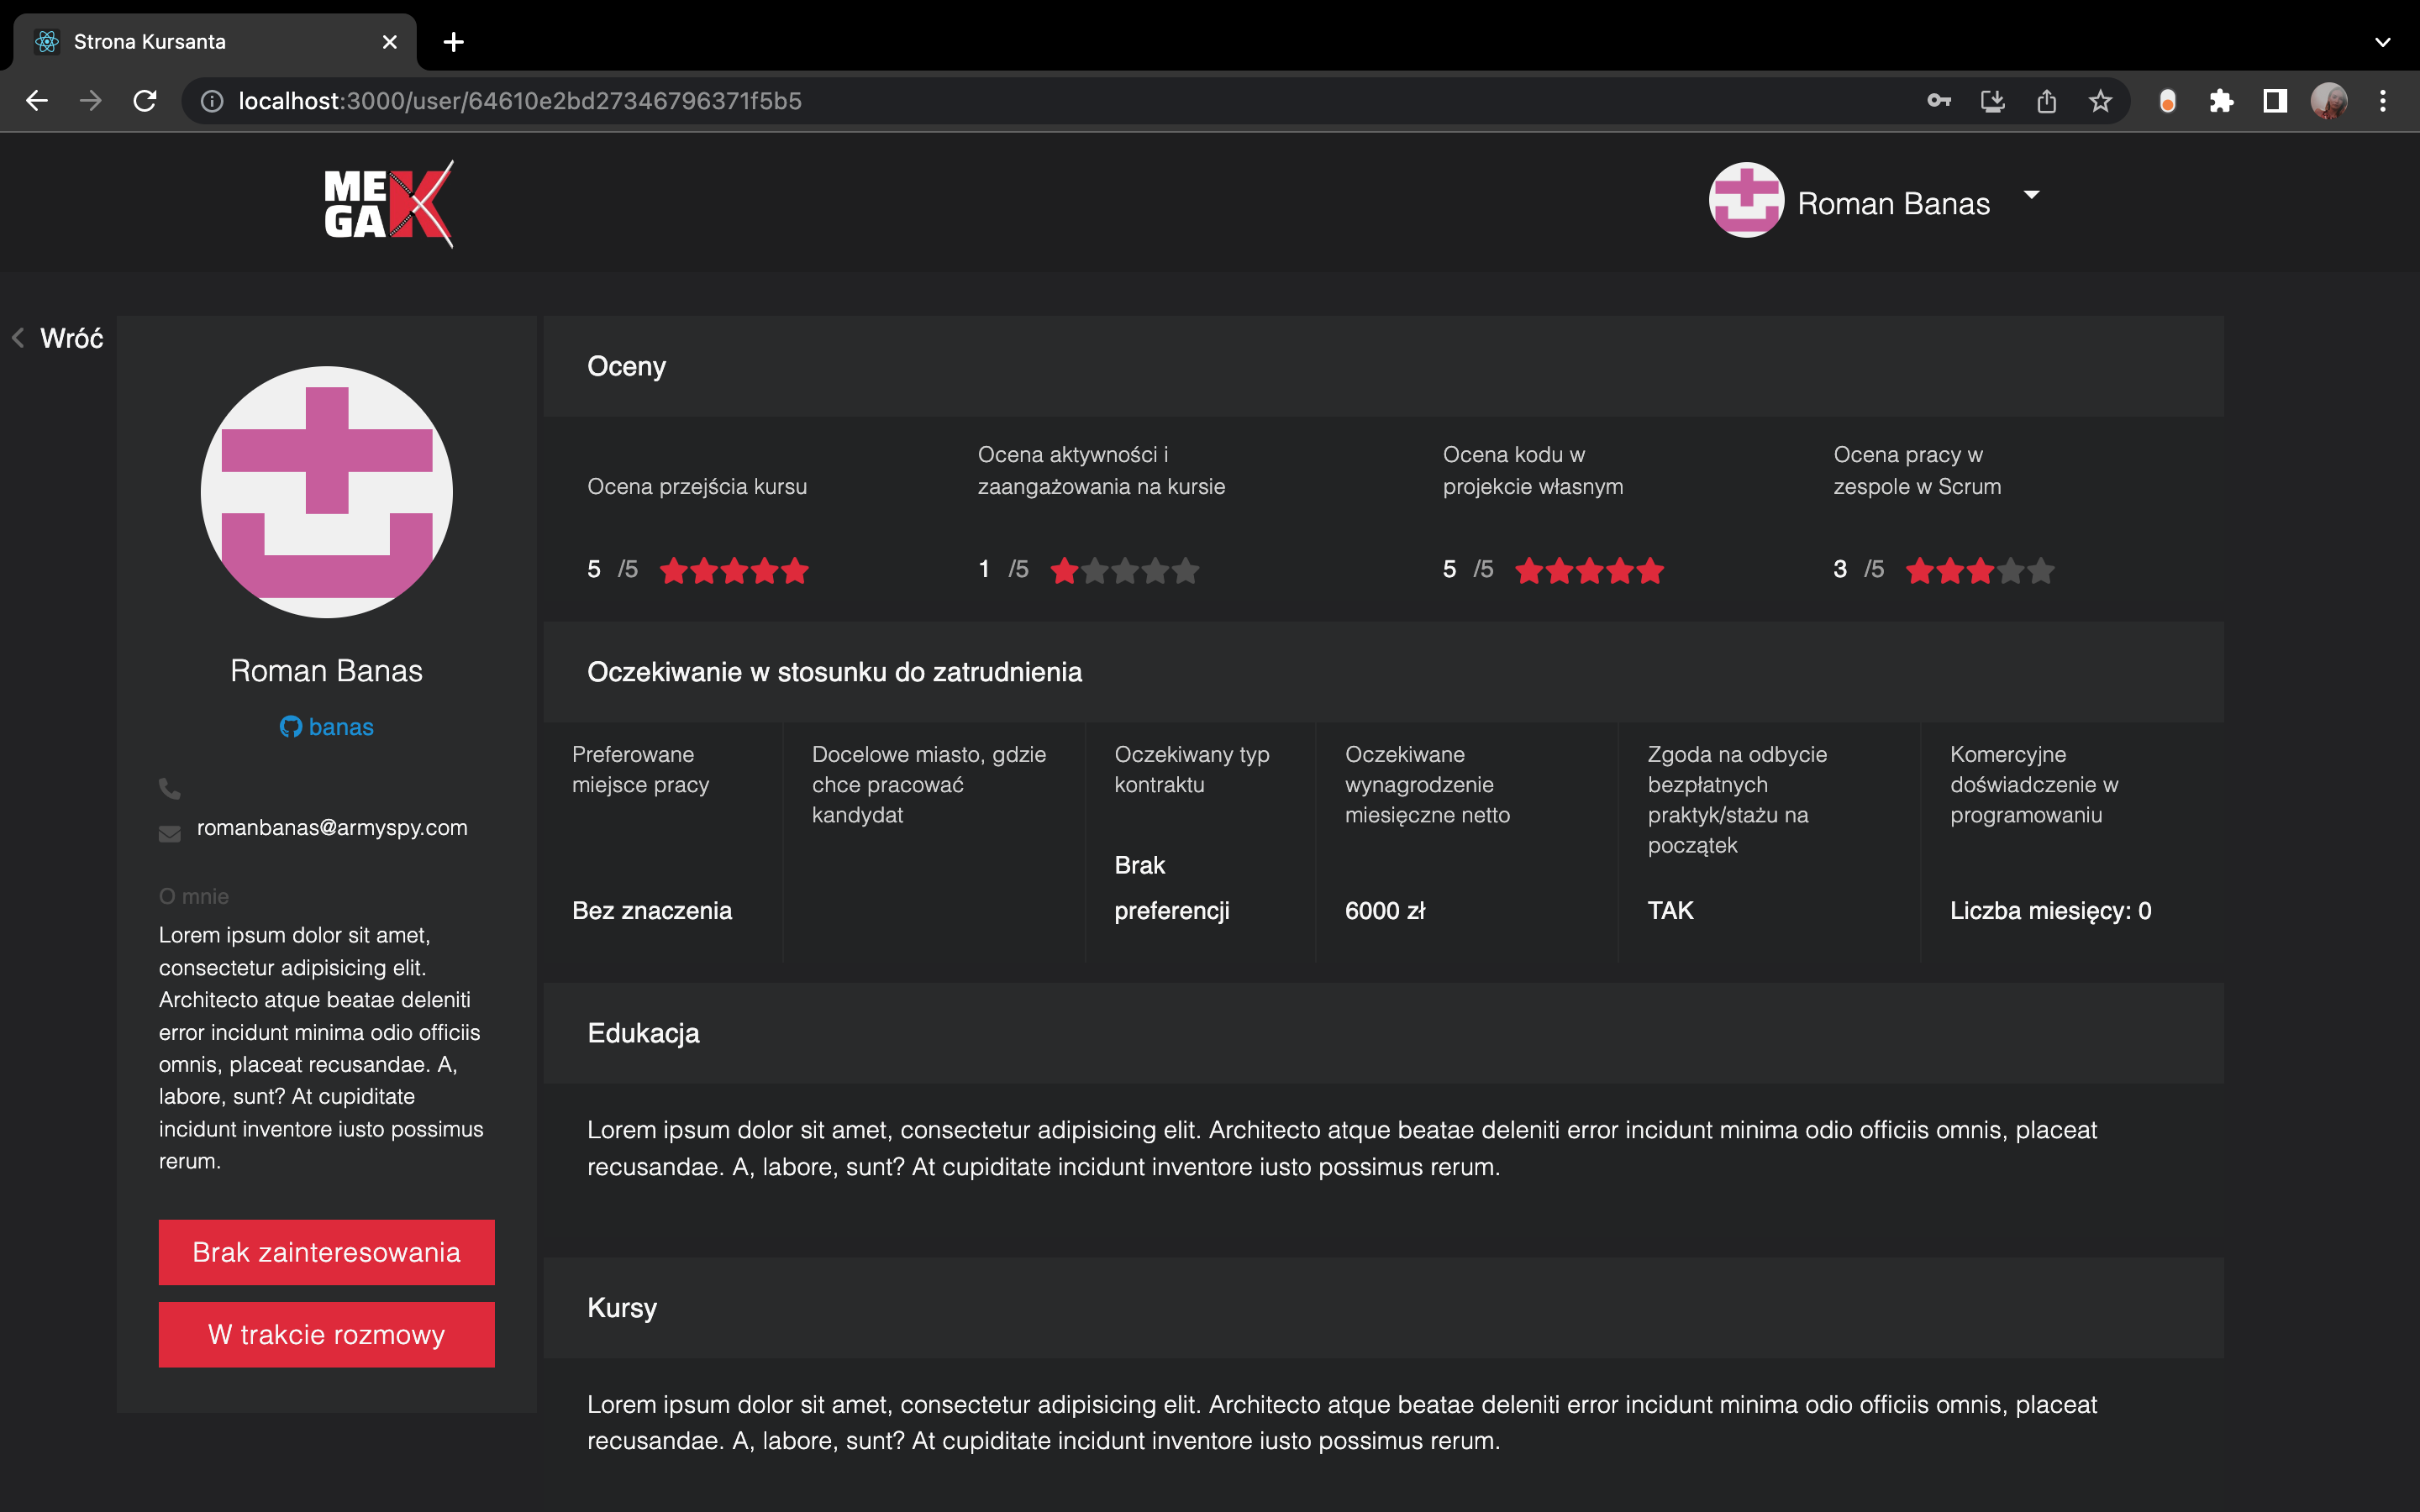 Strona Kursanta
localhost:3000/user/64610e2bd27346796371f5b5
ME
GA K
Roman Banas
Wróć
Roman Banas
banas
romanbanas@armyspy.com
O mnie
Lorem ipsum dolor sit amet,
consectetur adipisicing elit.
Architecto atque beatae deleniti
error incidunt minima odio officiis
omnis, placeat recusandae. A,
labore, sunt? At cupiditate
incidunt inventore iusto possimus
rerum.
Brak zainteresowania
W trakcie rozmowy
Oceny
Ocena przejścia kursu
5 /5
Ocena aktywności i
zaangażowania na kursie
1 /5
Ocena kodu w
projekcie własnym
5 /5
Ocena pracy w
zespole w Scrum
3 /5
Oczekiwanie w stosunku do zatrudnienia
Preferowane
miejsce pracy
Bez znaczenia
Docelowe miasto, gdzie
chce pracować
kandydat
Oczekiwany typ
kontraktu
Brak
preferencji
Oczekiwane
wynagrodzenie
miesięczne netto
6000 zł
Zgoda na odbycie
bezpłatnych
praktyk/stażu na
początek
TAK
Komercyjne
doświadczenie w
programowaniu
Liczba miesięcy: 0
Edukacja
Lorem ipsum dolor sit amet, consectetur adipisicing elit. Architecto atque beatae deleniti error incidunt minima odio officiis omnis, placeat
recusandae. A, labore, sunt? At cupiditate incidunt inventore iusto possimus rerum.
Kursy
Lorem ipsum dolor sit amet, consectetur adipisicing elit. Architecto atque beatae deleniti error incidunt minima odio officiis omnis, placeat
recusandae. A, labore, sunt? At cupiditate incidunt inventore iusto possimus rerum.